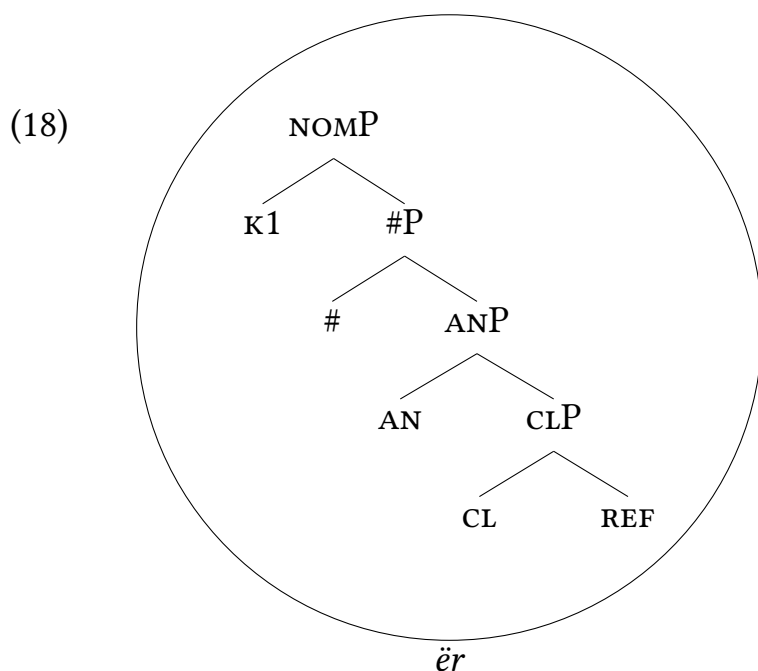 (18)
NOMP
K1 #P
# ANP
AN CLP
CL REF
ër